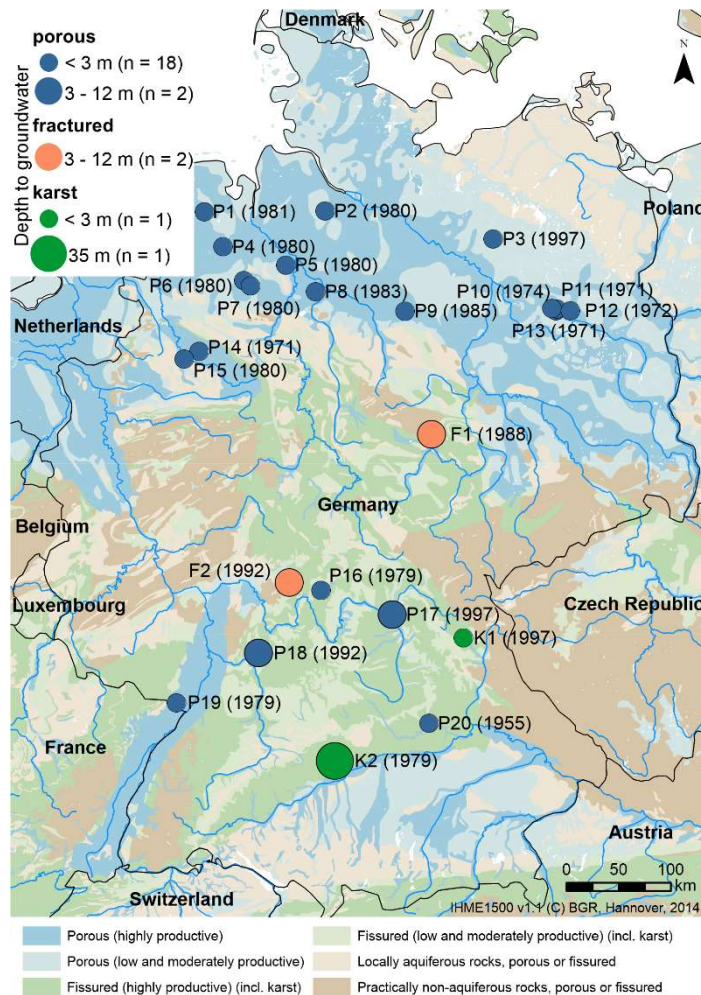 Denmark
porous
< 3 m (n = 18)
3 - 12 m (n = 2)
fractured
3 - 12 m (n = 2)
karst
< 3 m (n = 1)
35 m (n = 1)
Depth to groundwater
N
Poland
P1 (1981)
P2 (1980)
P3 (1997)
P4 (1980)
P5 (1980)
P6 (1980)
P7 (1980)
P8 (1983)
P9 (1985)
P10 (1974)
P11 (1971)
P12 (1972)
P13 (1971)
Netherlands
P14 (1971)
P15 (1980)
F1 (1988)
Germany
Belgium
F2 (1992)
P16 (1979)
Luxembourg
Czech Republic
P17 (1997)
K1 (1997)
P18 (1992)
P19 (1979)
P20 (1955)
France
K2 (1979)
Austria
Switzerland
0 50 100
km
IHME1500 v1.1 (C) BGR, Hannover, 2014
Porous (highly productive)
Porous (low and moderately productive)
Fissured (highly productive) (incl. karst)
Fissured (low and moderately productive) (incl. karst)
Locally aquiferous rocks, porous or fissured
Practically non-aquiferous rocks, porous or fissured